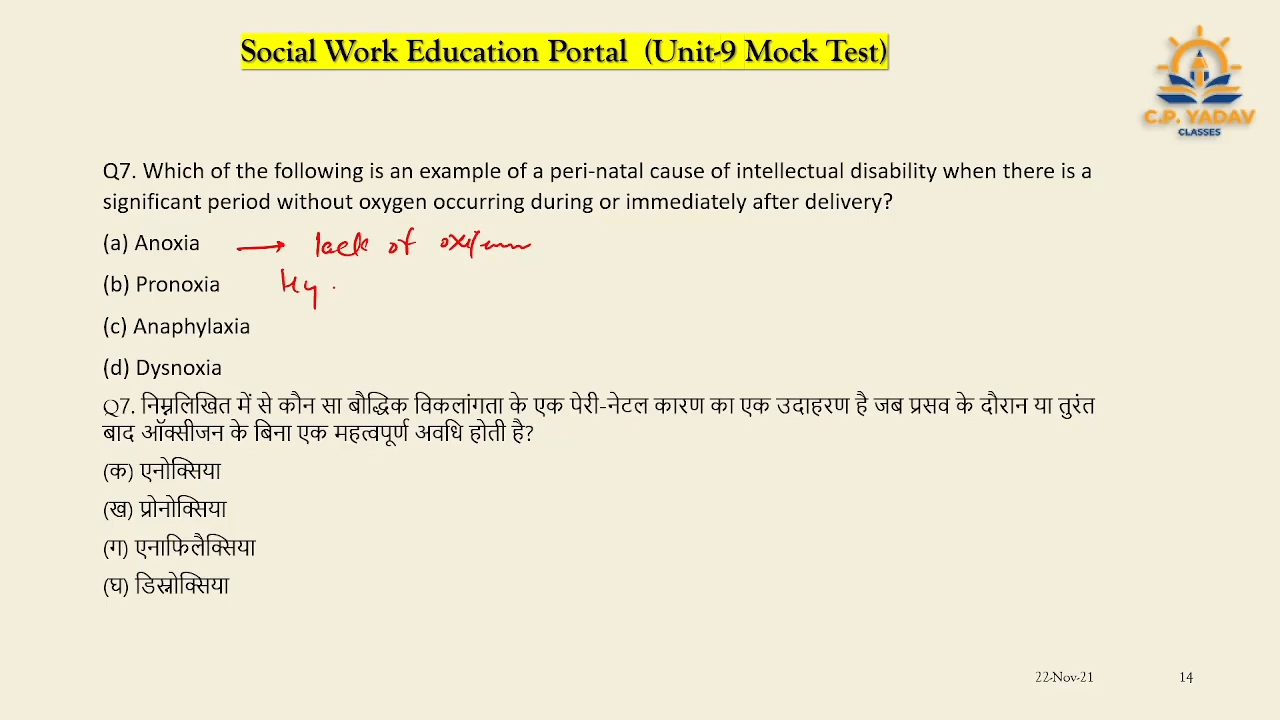 Social Work Education Portal (Unit-9 Mock Test)
C.P. YADAV
CLASSES
Q7. Which of the following is an example of a peri-natal cause of intellectual disability when there is a
significant period without oxygen occurring during or immediately after delivery?
(a) Anoxia → lack of
(b) Pronoxia Hy
(c) Anaphylaxia
(d) Dysnoxia
Q7. निम्नलिखित में से कौन सा बौद्धिक विकलांगता के एक पेरी-नेटल कारण का एक उदाहरण है जब प्रसव के दौरान या तुरंत
बाद ऑक्सीजन के बिना एक महत्वपूर्ण अवधि होती है?
(क) एनोक्सिया
(ख) प्रोनोक्सिया
(ग) एनाफिलैक्सिया
(घ) डिस्नोक्सिया
22-Nov-21 14